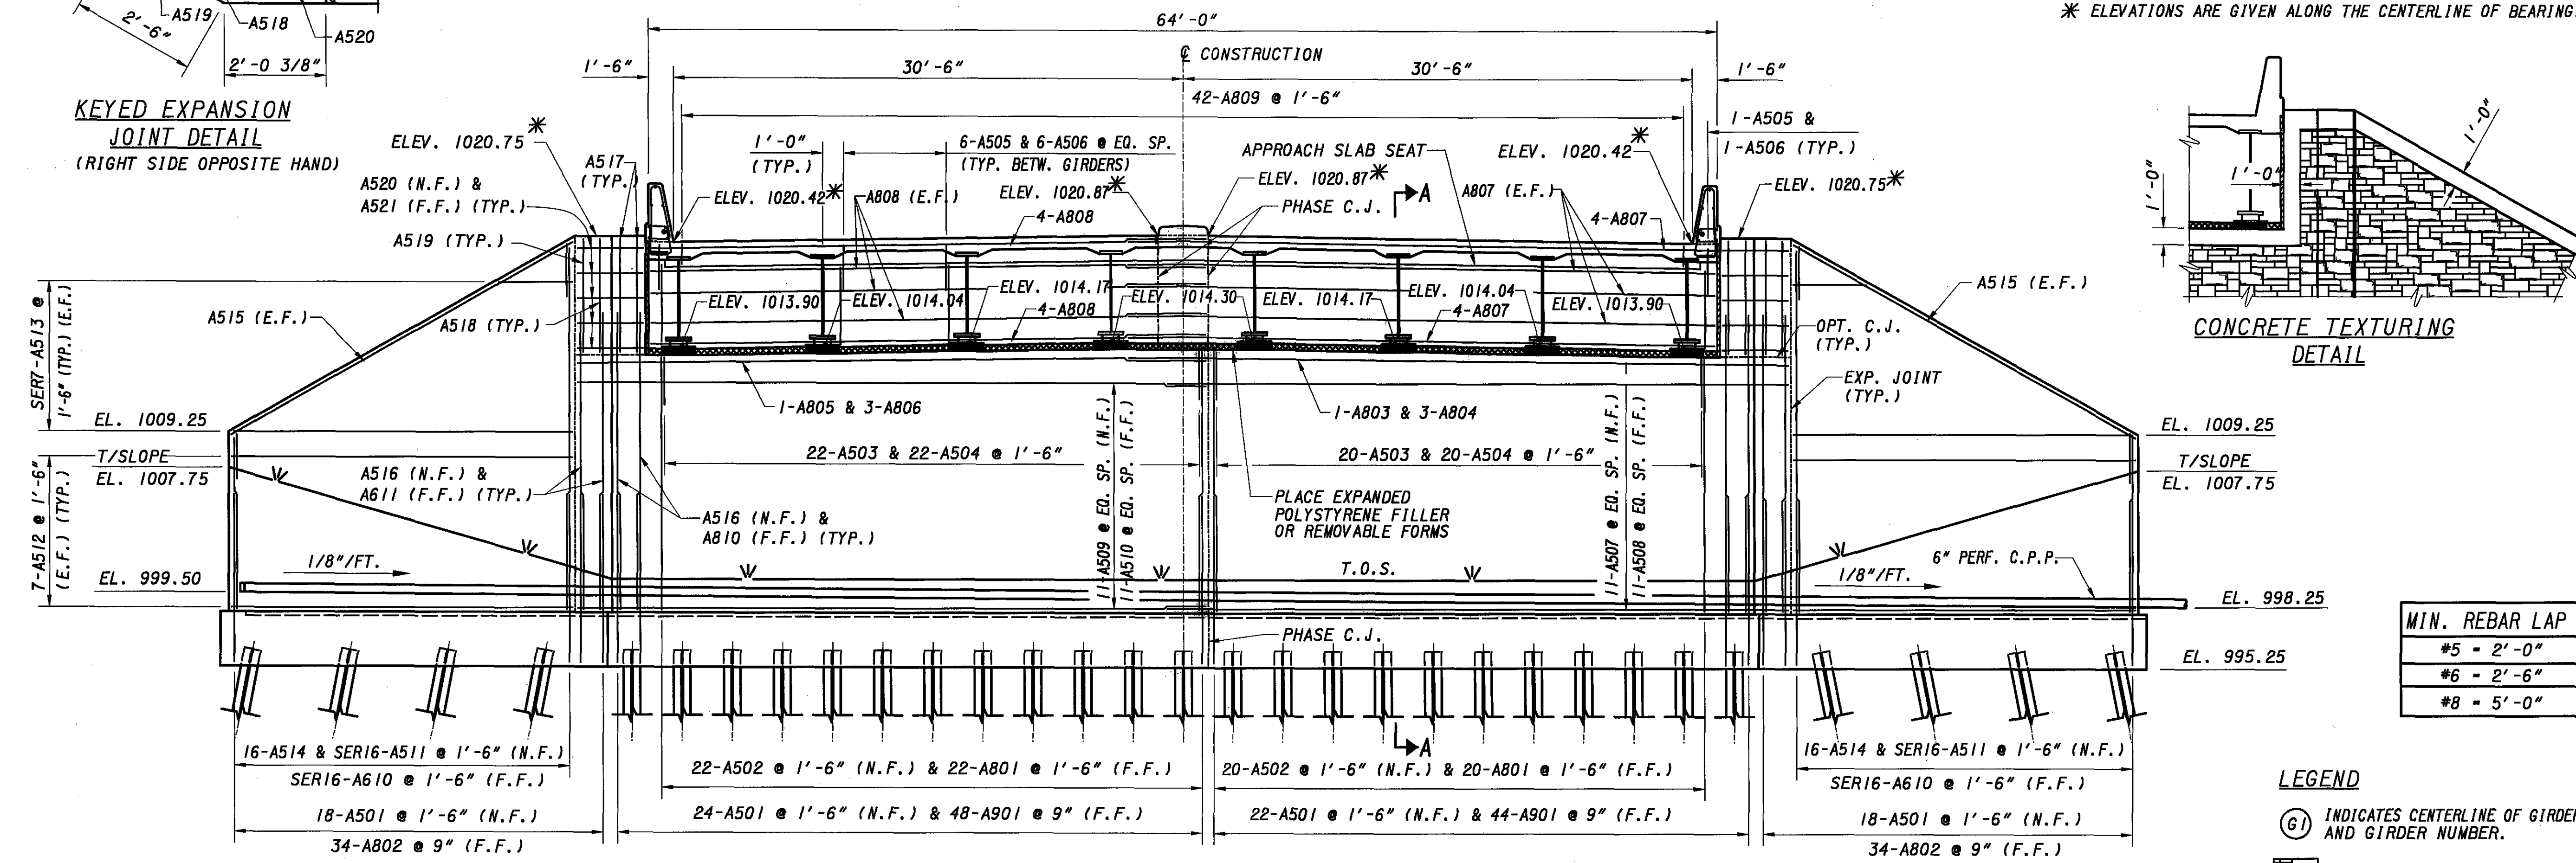 A519
A518
A520
2'-6"
2'-0 3/8"
KEYED EXPANSION
JOINT DETAIL
(RIGHT SIDE OPPOSITE HAND)
64'-0"
℄ CONSTRUCTION
1'-6"
30'-6"
30'-6"
1'-6"
42-A809 @ 1'-6"
* ELEVATIONS ARE GIVEN ALONG THE CENTERLINE OF BEARING
ELEV. 1020.75*
A517
(TYP.)
1'-0"
(TYP.)
6-A505 & 6-A506 @ EQ. SP.
(TYP. BETW. GIRDERS)
APPROACH SLAB SEAT
ELEV. 1020.42*
1-A505 &
1-A506 (TYP.)
A520 (N.F.) &
A521 (F.F.) (TYP.)
ELEV. 1020.42*
A808 (E.F.)
ELEV. 1020.87*
ELEV. 1020.87*
A
A807 (E.F.)
ELEV. 1020.75*
PHASE C.J.
4-A808
4-A807
A519 (TYP.)
SER7-A513 @
1'-6" (TYP.) (E.F.)
A515 (E.F.)
A518 (TYP.)
ELEV. 1013.90
ELEV. 1014.04
ELEV. 1014.17
ELEV. 1014.30
ELEV. 1014.17
ELEV. 1014.04
ELEV. 1013.90
4-A808
4-A807
A515 (E.F.)
OPT. C.J.
(TYP.)
EXP. JOINT
(TYP.)
1'-0"
1'-0"
1'-0"
CONCRETE TEXTURING
DETAIL
1-A805 & 3-A806
1-A803 & 3-A804
EL. 1009.25
T/SLOPE
EL. 1007.75
7-A512 @ 1'-6"
(E.F.) (TYP.)
A516 (N.F.) &
A611 (F.F.) (TYP.)
22-A503 & 22-A504 @ 1'-6"
11-A509 @ EQ. SP. (N.F.)
11-A510 @ EQ. SP. (F.F.)
20-A503 & 20-A504 @ 1'-6"
11-A507 @ EQ. SP. (N.F.)
11-A508 @ EQ. SP. (F.F.)
EL. 1009.25
T/SLOPE
EL. 1007.75
A516 (N.F.) &
A810 (F.F.) (TYP.)
PLACE EXPANDED
POLYSTYRENE FILLER
OR REMOVABLE FORMS
EL. 999.50
1/8"/FT.
T.O.S.
6" PERF. C.P.P.
1/8"/FT.
EL. 998.25
PHASE C.J.
EL. 995.25
MIN. REBAR LAP
#5 = 2'-0"
#6 = 2'-6"
#8 = 5'-0"
A
16-A514 & SER16-A511 @ 1'-6" (N.F.)
SER16-A610 @ 1'-6" (F.F.)
22-A502 @ 1'-6" (N.F.) & 22-A801 @ 1'-6" (F.F.)
20-A502 @ 1'-6" (N.F.) & 20-A801 @ 1'-6" (F.F.)
16-A514 & SER16-A511 @ 1'-6" (N.F.)
SER16-A610 @ 1'-6" (F.F.)
18-A501 @ 1'-6" (N.F.)
34-A802 @ 9" (F.F.)
24-A501 @ 1'-6" (N.F.) & 48-A901 @ 9" (F.F.)
22-A501 @ 1'-6" (N.F.) & 44-A901 @ 9" (F.F.)
18-A501 @ 1'-6" (N.F.)
34-A802 @ 9" (F.F.)
LEGEND
G1 INDICATES CENTERLINE OF GIRDER
AND GIRDER NUMBER.